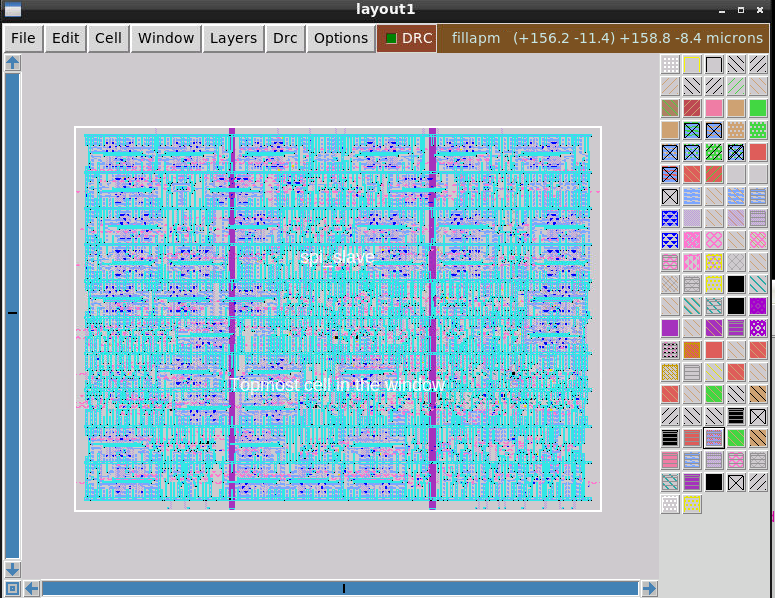 layout1
File Edit Cell Window Layers Drc Options DRC fillapm (+156.2 -11.4) +158.8 -8.4 microns
spi_slave
Topmost cell in the window